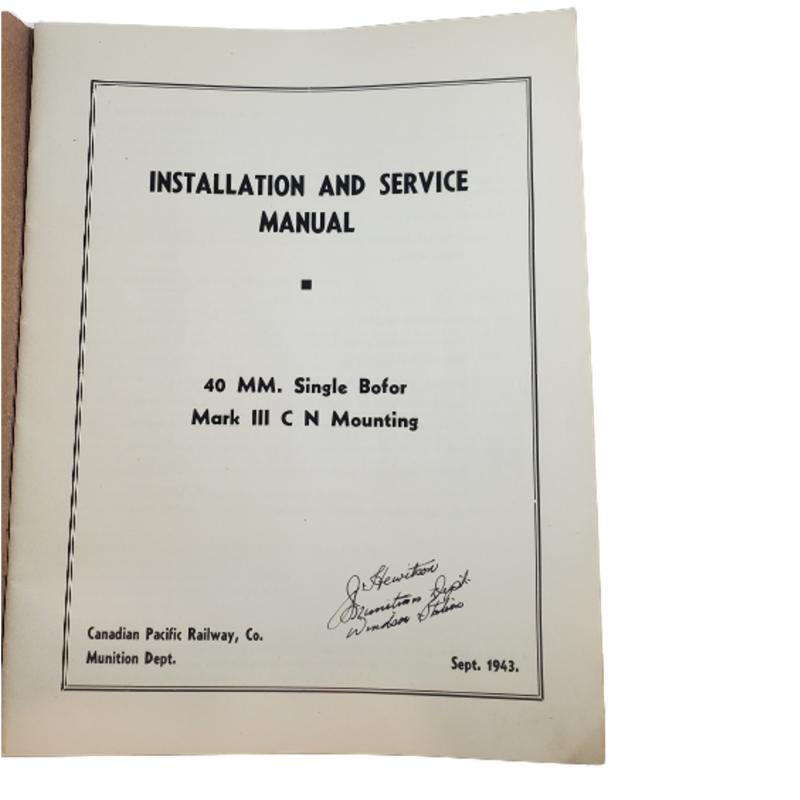 INSTALLATION AND SERVICE
MANUAL
40 MM. Single Bofor
Mark III C N Mounting
J. Hewitson
Munitions Dept.
Windsor Station
Canadian Pacific Railway, Co.
Munition Dept.
Sept. 1943.